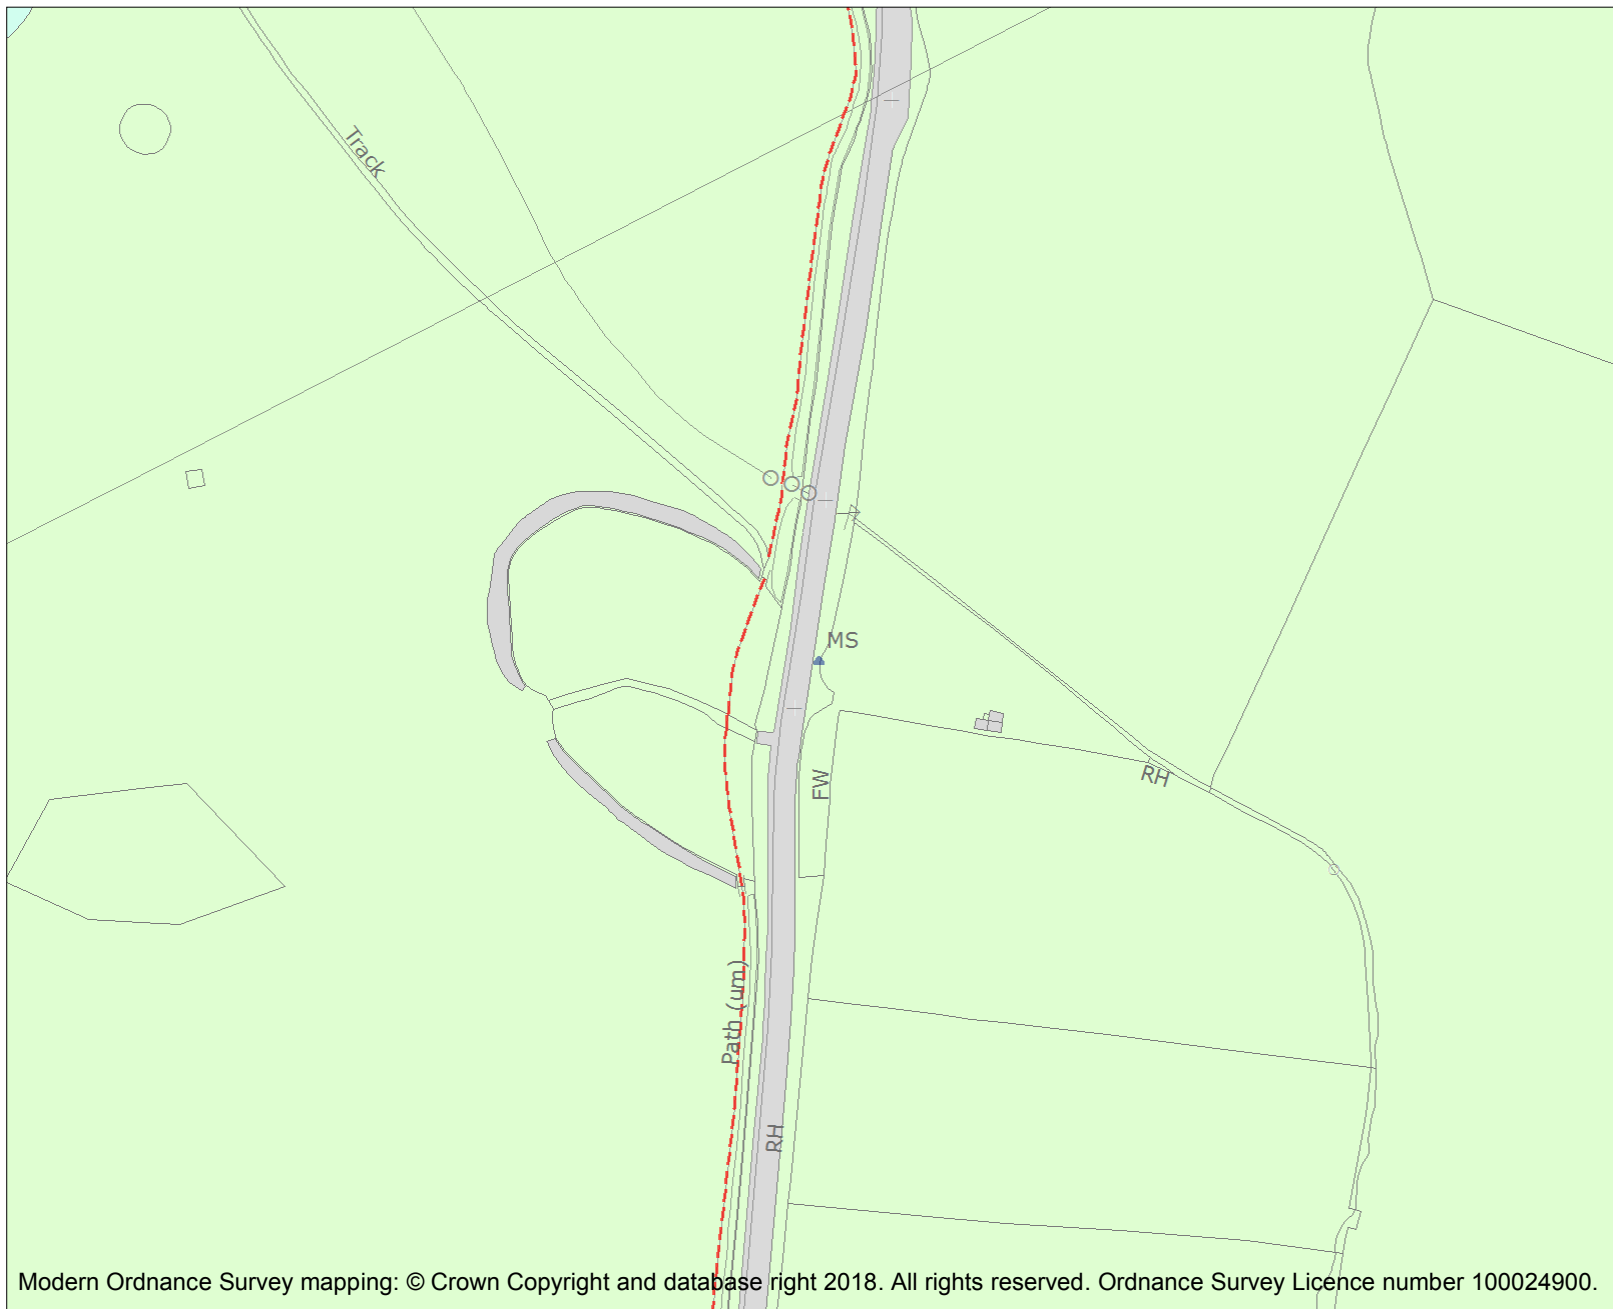 Track
MS
FW
RH
Path (um)
RH
Modern Ordnance Survey mapping: © Crown Copyright and database right 2018. All rights reserved. Ordnance Survey Licence number 100024900.